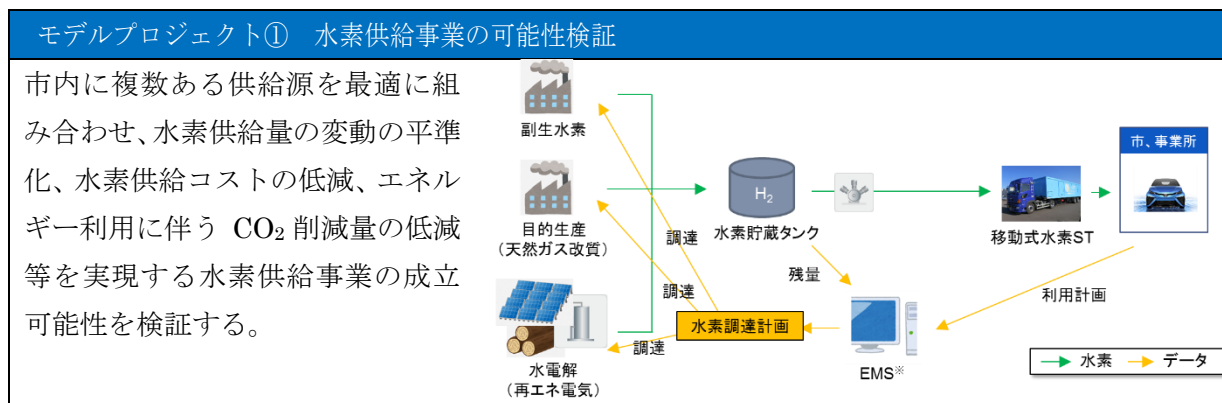 モデルプロジェクト① 水素供給事業の可能性検証
市内に複数ある供給源を最適に組
み合わせ、水素供給量の変動の平準
化、水素供給コストの低減、エネル
ギー利用に伴う CO₂ 削減量の低減
等を実現する水素供給事業の成立
可能性を検証する。
副生水素
目的生産
(天然ガス改質)
水電解
(再エネ電気)
調達
調達
調達
水素調達計画
H₂
水素貯蔵タンク
残量
EMS※
移動式水素ST
市、事業所
利用計画
水素 データ